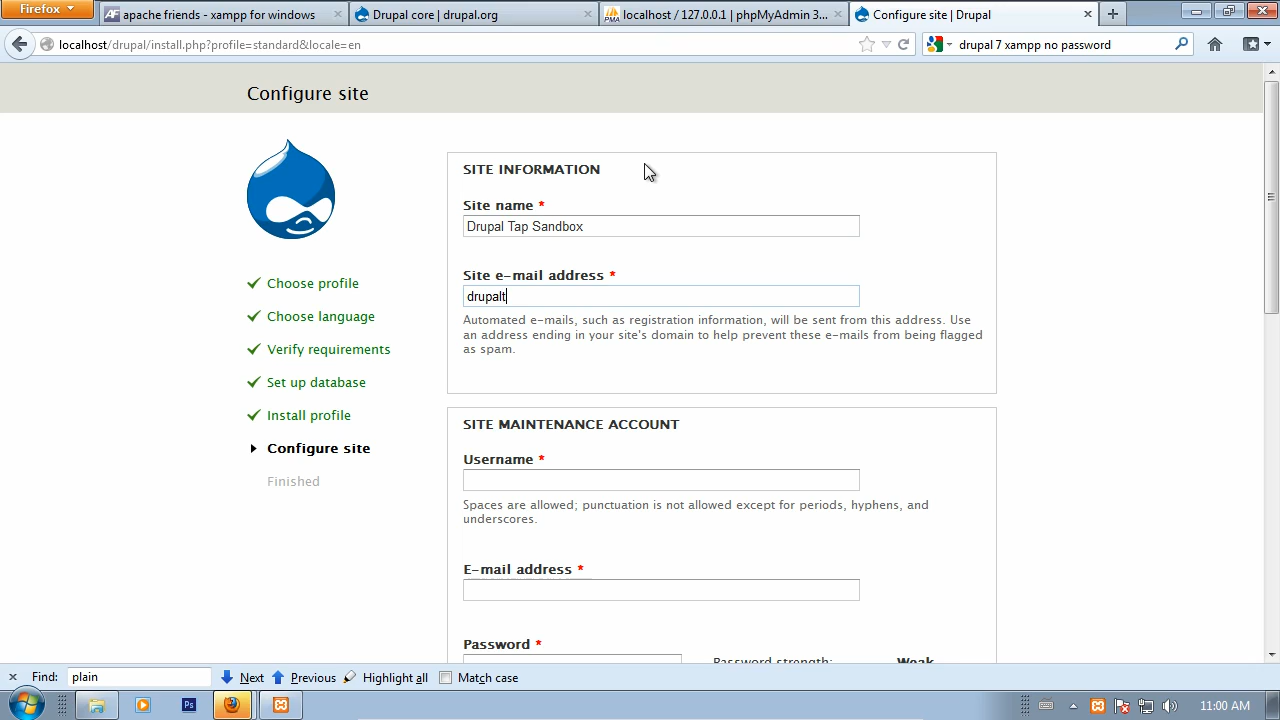 Firefox
apache friends - xampp for windows
Drupal core | drupal.org
localhost / 127.0.0.1 | phpMyAdmin 3...
Configure site | Drupal
localhost/drupal/install.php?profile=standard&locale=en
drupal 7 xampp no password
Configure site
SITE INFORMATION
Site name *
Drupal Tap Sandbox
Site e-mail address *
drupalt
Automated e-mails, such as registration information, will be sent from this address. Use
an address ending in your site's domain to help prevent these e-mails from being flagged
as spam.
Choose profile
Choose language
Verify requirements
Set up database
Install profile
Configure site
Finished
SITE MAINTENANCE ACCOUNT
Username *
Spaces are allowed; punctuation is not allowed except for periods, hyphens, and
underscores.
E-mail address *
Password *
Password strength:
Weak
Find:
plain
Next
Previous
Highlight all
Match case
Ps
11:00 AM